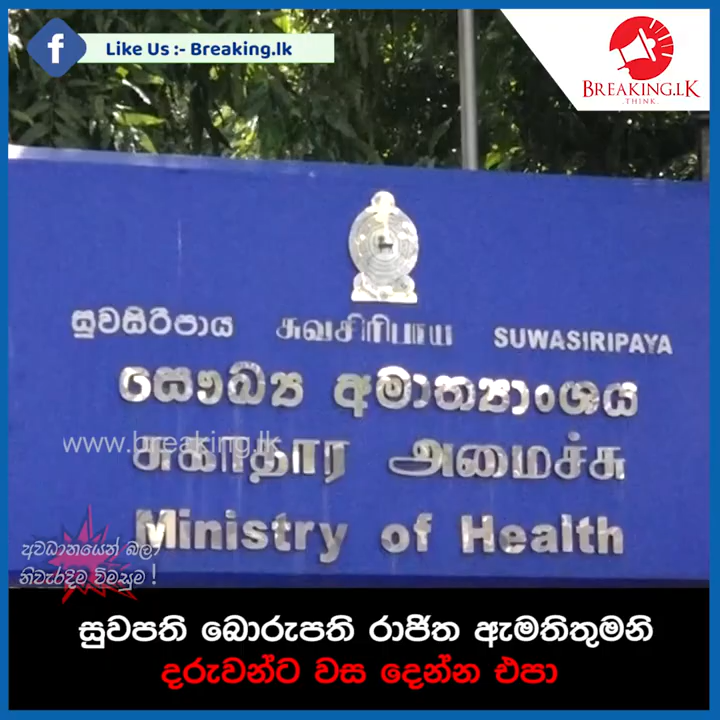 f Like Us :- Breaking.lk
BREAKING.LK
.THINK.
සුවසිරිපාය சுவசிரிபாய SUWASIRIPAYA
සෞඛ්‍ය අමාත්‍යාංශය
www.breaking.lk
சுகாதார அமைச்சு
Ministry of Health
අවධානයෙන් බලා
නිවැරදිම විමසුම !
සුවපති බොරුපති රාජිත ඇමතිතුමනි
දරුවන්ට වස දෙන්න එපා